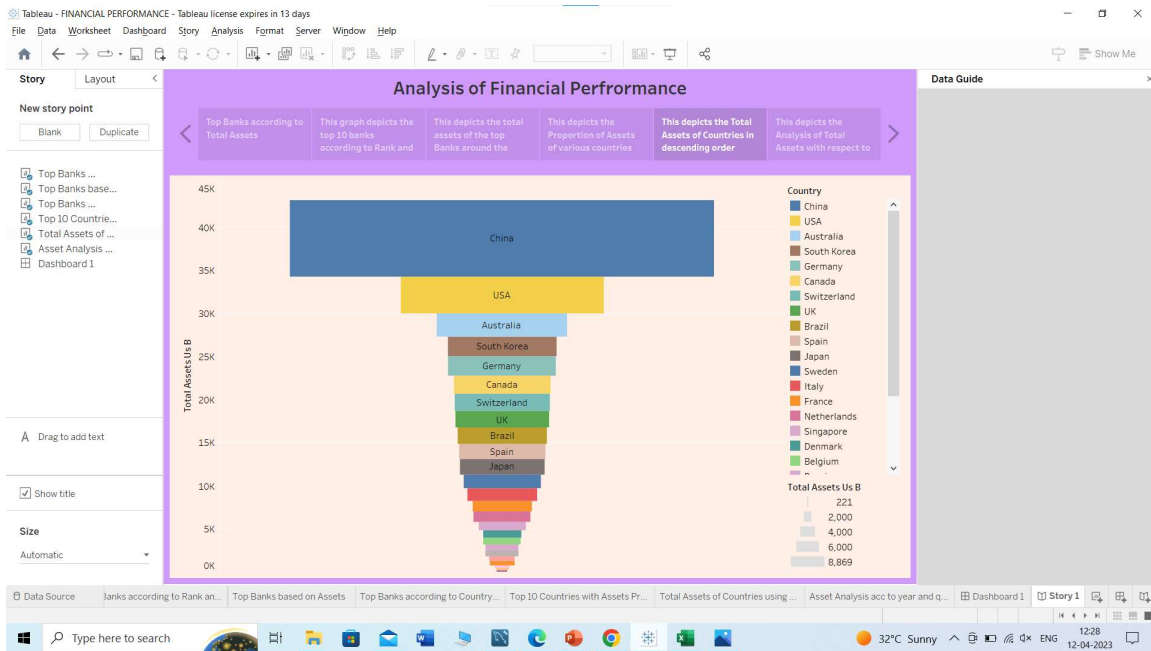 Tableau - FINANCIAL PERFORMANCE - Tableau license expires in 13 days
File Data Worksheet Dashboard Story Analysis Format Server Window Help
Show Me
Story Layout
New story point
Blank Duplicate
Top Banks ...
Top Banks base...
Top Banks ...
Top 10 Countrie...
Total Assets of ...
Asset Analysis ...
Dashboard 1
A Drag to add text
Show title
Size
Automatic
Analysis of Financial Perfrormance
Top Banks according to
Total Assets
This graph depicts the
top 10 banks
according to Rank and
This depicts the total
assets of the top
Banks around the
This depicts the
Proportion of Assets
of various countries
This depicts the Total
Assets of Countries in
descending order
This depicts the
Analysis of Total
Assets with respect to
Total Assets Us B
45K
40K
35K
30K
25K
20K
15K
10K
5K
0K
China
USA
Australia
South Korea
Germany
Canada
Switzerland
UK
Brazil
Spain
Japan
Country
China
USA
Australia
South Korea
Germany
Canada
Switzerland
UK
Brazil
Spain
Japan
Sweden
Italy
France
Netherlands
Singapore
Denmark
Belgium
Total Assets Us B
221
2,000
4,000
6,000
8,869
Data Guide
Data Source
Banks according to Rank an...
Top Banks based on Assets
Top Banks according to Country...
Top 10 Countries with Assets Pr...
Total Assets of Countries using ...
Asset Analysis acc to year and q...
Dashboard 1
Story 1
Type here to search
32°C Sunny
ENG
12:28
12-04-2023